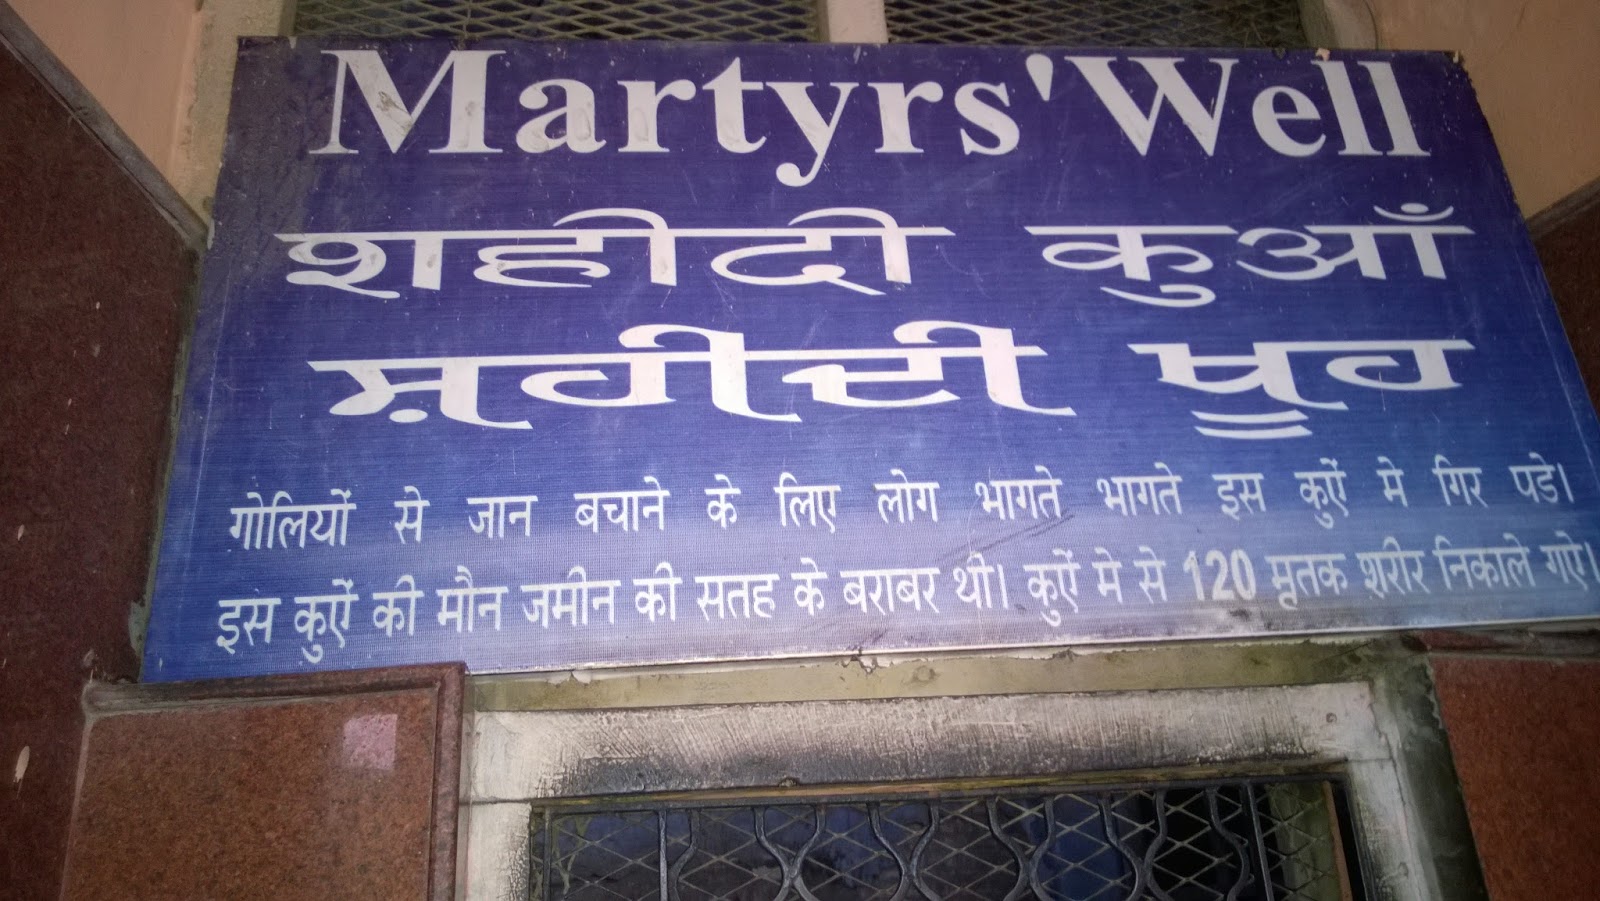 Martyrs' Well
शहीदी कुआँ
ਸ਼ਹੀਦੀ ਖੂਹ
गोलियों से जान बचाने के लिए लोग भागते भागते इस कुऐं मे गिर पडे।
इस कुऐं की मौन जमीन की सतह के बराबर थी। कुऐं मे से 120 मृतक शरीर निकाले गऐ।